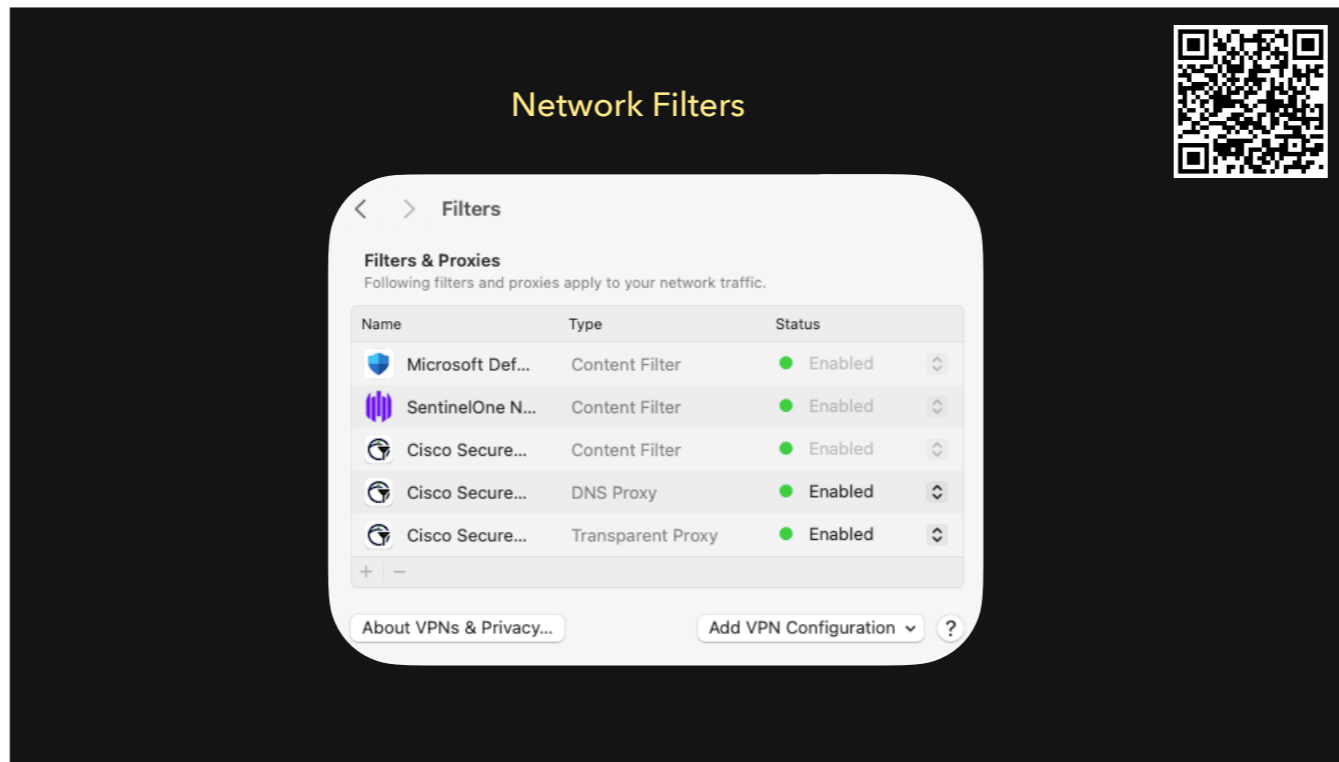 Network Filters
Filters
Filters & Proxies
Following filters and proxies apply to your network traffic.
Name Type Status
Microsoft Def... Content Filter Enabled
SentinelOne N... Content Filter Enabled
Cisco Secure... Content Filter Enabled
Cisco Secure... DNS Proxy Enabled
Cisco Secure... Transparent Proxy Enabled
About VPNs & Privacy... Add VPN Configuration ?